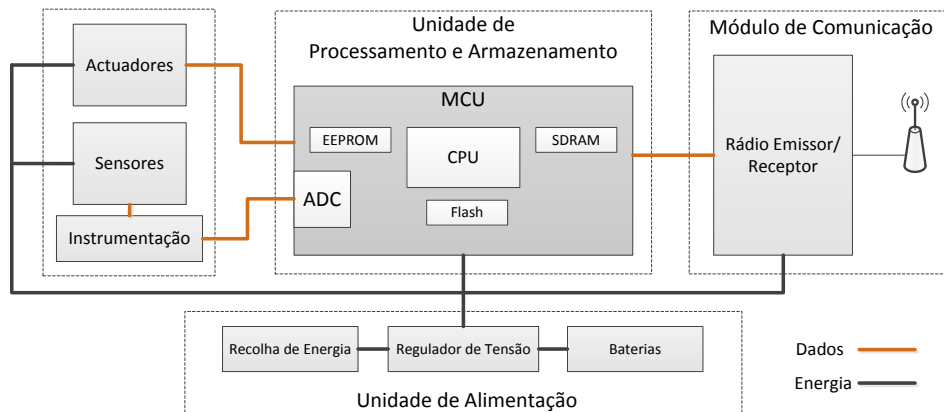 Unidade de
Processamento e Armazenamento
Módulo de Comunicação
Actuadores
Sensores
Instrumentação
MCU
EEPROM
CPU
SDRAM
ADC
Flash
Rádio Emissor/
Receptor
Recolha de Energia
Regulador de Tensão
Baterias
Unidade de Alimentação
Dados
Energia